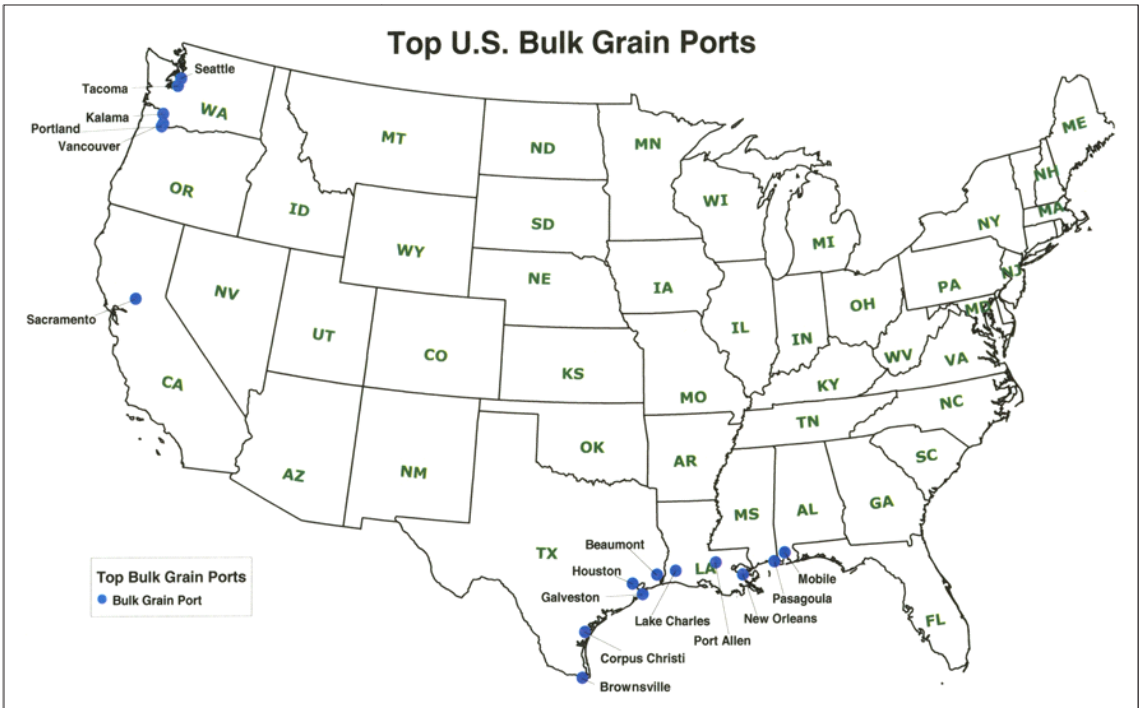 Top U.S. Bulk Grain Ports
Seattle
Tacoma
Kalama
Portland
Vancouver
WA
MT
ND
MN
ME
OR
ID
WY
SD
WI
MI
NY
NH
MA
NE
IA
PA
NJ
MD
Sacramento
NV
UT
CO
KS
IL
IN
OH
WV
VA
CA
MO
KY
NC
TN
AZ
NM
OK
AR
SC
MS
AL
GA
TX
LA
FL
Beaumont
Houston
Galveston
Lake Charles
Port Allen
New Orleans
Pasagoula
Mobile
Corpus Christi
Brownsville
Top Bulk Grain Ports
Bulk Grain Port